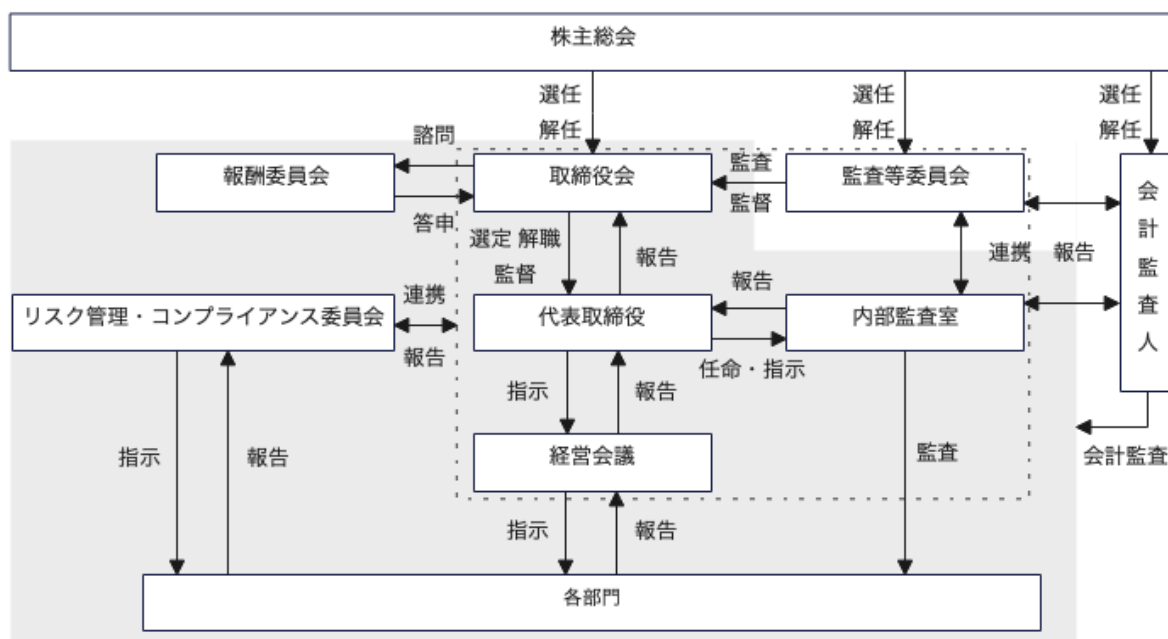 株主総会
選任
解任
選任
解任
選任
解任
諮問
報酬委員会
取締役会
監査
監督
監査等委員会
会計監査人
答申
選定 解職
監督
報告
連携
報告
報告
リスク管理・コンプライアンス委員会
連携
報告
代表取締役
内部監査室
任命・指示
指示
報告
指示
報告
経営会議
監査
会計監査
指示
報告
各部門